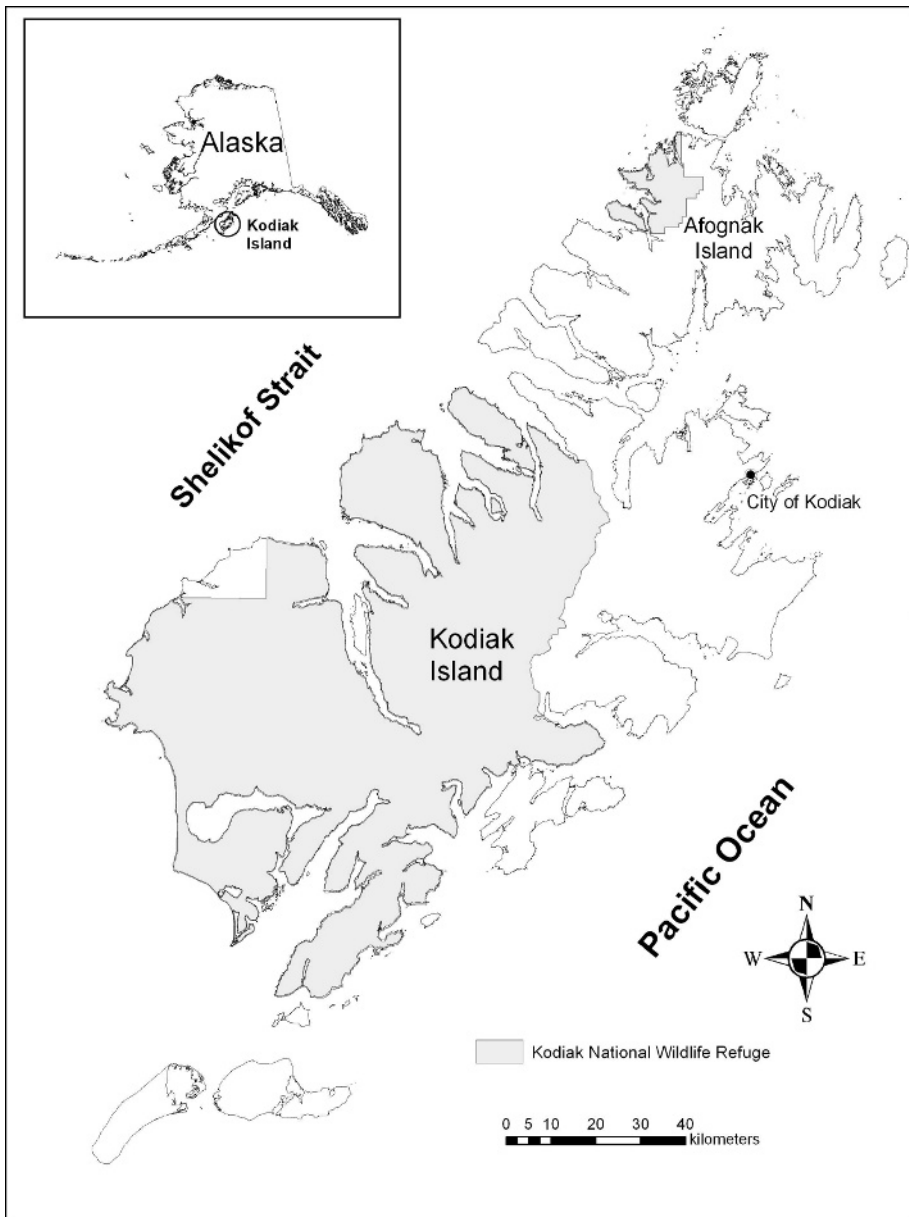 Alaska
Kodiak
Island
Afognak
Island
Shelikof Strait
City of Kodiak
Kodiak
Island
Pacific Ocean
N
W
E
S
Kodiak National Wildlife Refuge
0 5 10 20 30 40
kilometers